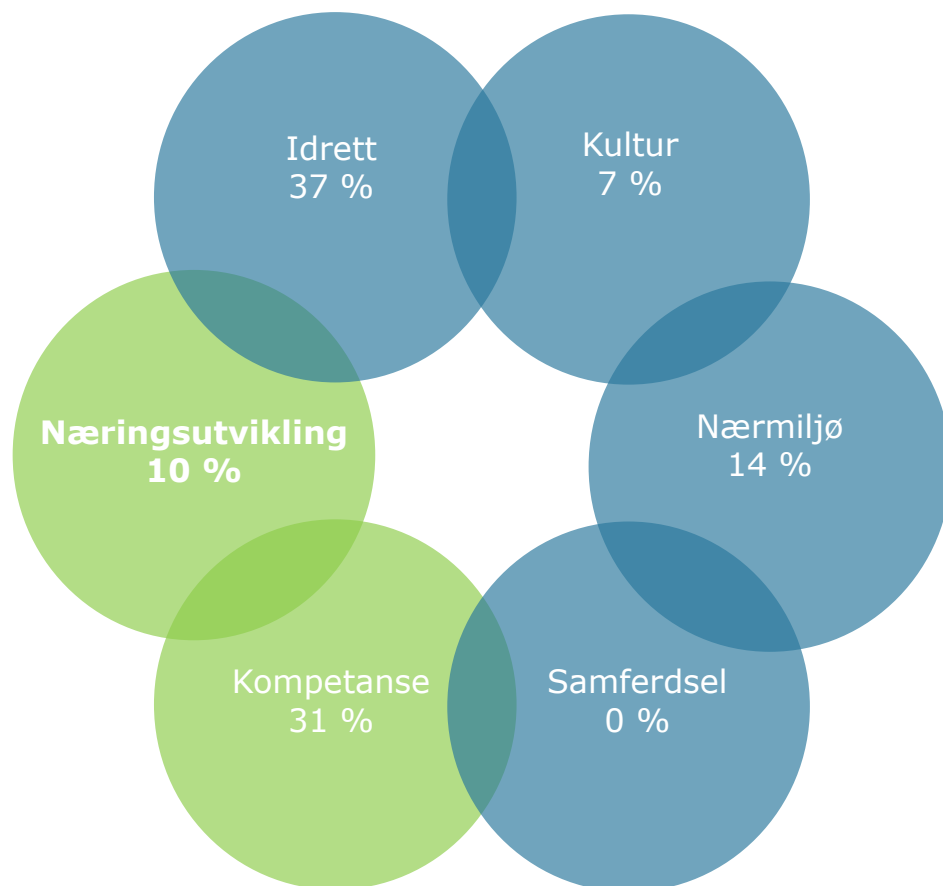 Idrett
37 %
Kultur
7 %
Næringsutvikling
10 %
Nærmiljø
14 %
Kompetanse
31 %
Samferdsel
0 %